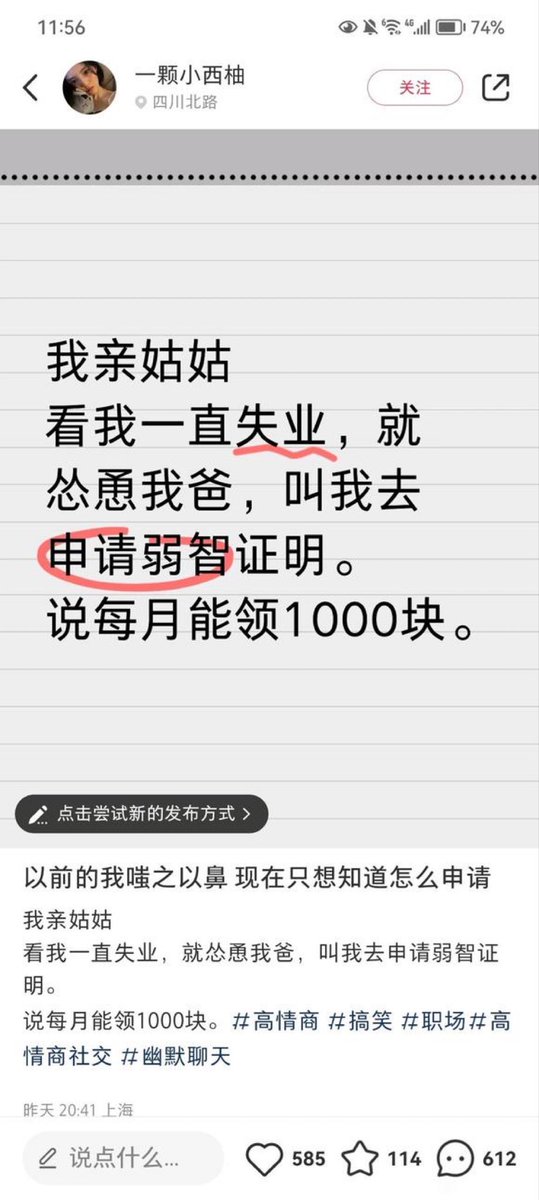 11:56
74%
一颗小西柚
四川北路
关注
我亲姑姑
看我一直失业，就
怂恿我爸，叫我去
申请弱智证明。
说每月能领1000块。
点击尝试新的发布方式
以前的我嗤之以鼻 现在只想知道怎么申请
我亲姑姑
看我一直失业，就怂恿我爸，叫我去申请弱智证
明。
说每月能领1000块。#高情商 #搞笑 #职场#高
情商社交 #幽默聊天
昨天 20:41 上海
说点什么...
585
114
612